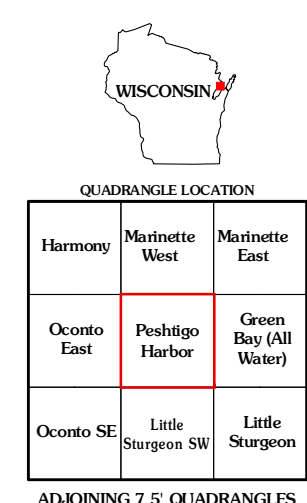 WISCONSIN
QUADRANGLE LOCATION
Harmony
Marinette
West
Marinette
East
Oconto
East
Peshtigo
Harbor
Green
Bay (All
Water)
Oconto SE
Little
Sturgeon SW
Little
Sturgeon
ADJOINING 7.5' QUADRANGLES